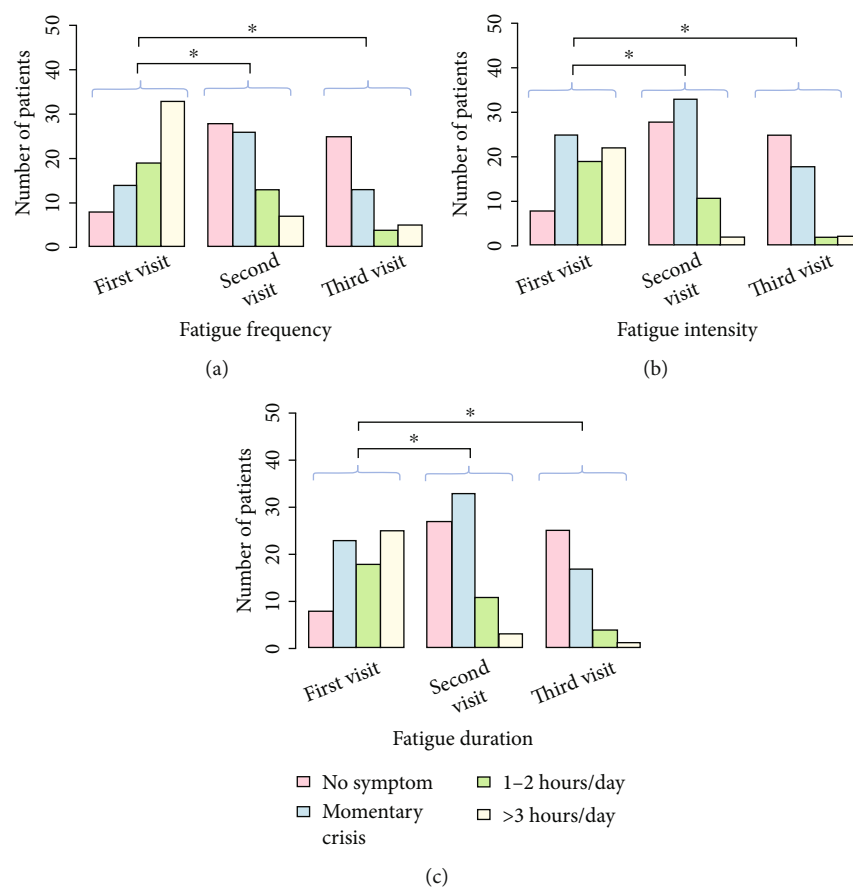 50
40
30
20
10
0
Number of patients
*
*
First visit
Second
visit
Third visit
Fatigue frequency
(a)
50
40
30
20
10
0
Number of patients
*
*
First visit
Second
visit
Third visit
Fatigue intensity
(b)
50
40
30
20
10
0
Number of patients
*
*
First visit
Second
visit
Third visit
Fatigue duration
No symptom
Momentary
crisis
1–2 hours/day
>3 hours/day
(c)